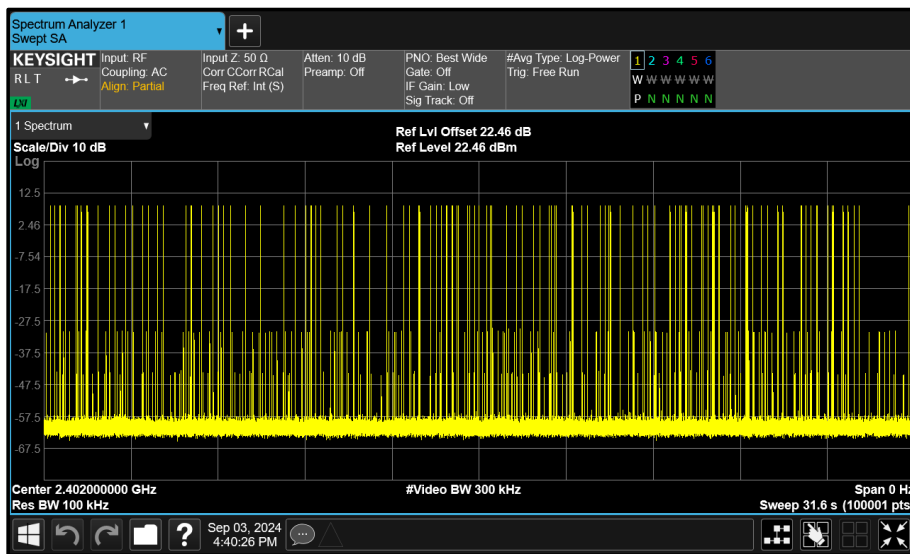 Spectrum Analyzer 1
Swept SA
KEYSIGHT
R L T
LXI
Input: RF
Coupling: AC
Align: Partial
Input Z: 50 Ω
Corr CCorr RCal
Freq Ref: Int (S)
Atten: 10 dB
Preamp: Off
PNO: Best Wide
Gate: Off
IF Gain: Low
Sig Track: Off
#Avg Type: Log-Power
Trig: Free Run
1 2 3 4 5 6
W W W W W W
P N N N N N
1 Spectrum
Scale/Div 10 dB
Ref Lvl Offset 22.46 dB
Ref Level 22.46 dBm
Log
12.5
2.46
-7.54
-17.5
-27.5
-37.5
-47.5
-57.5
-67.5
Center 2.402000000 GHz
#Video BW 300 kHz
Span 0 Hz
Res BW 100 kHz
Sweep 31.6 s (100001 pts
?
Sep 03, 2024
4:40:26 PM